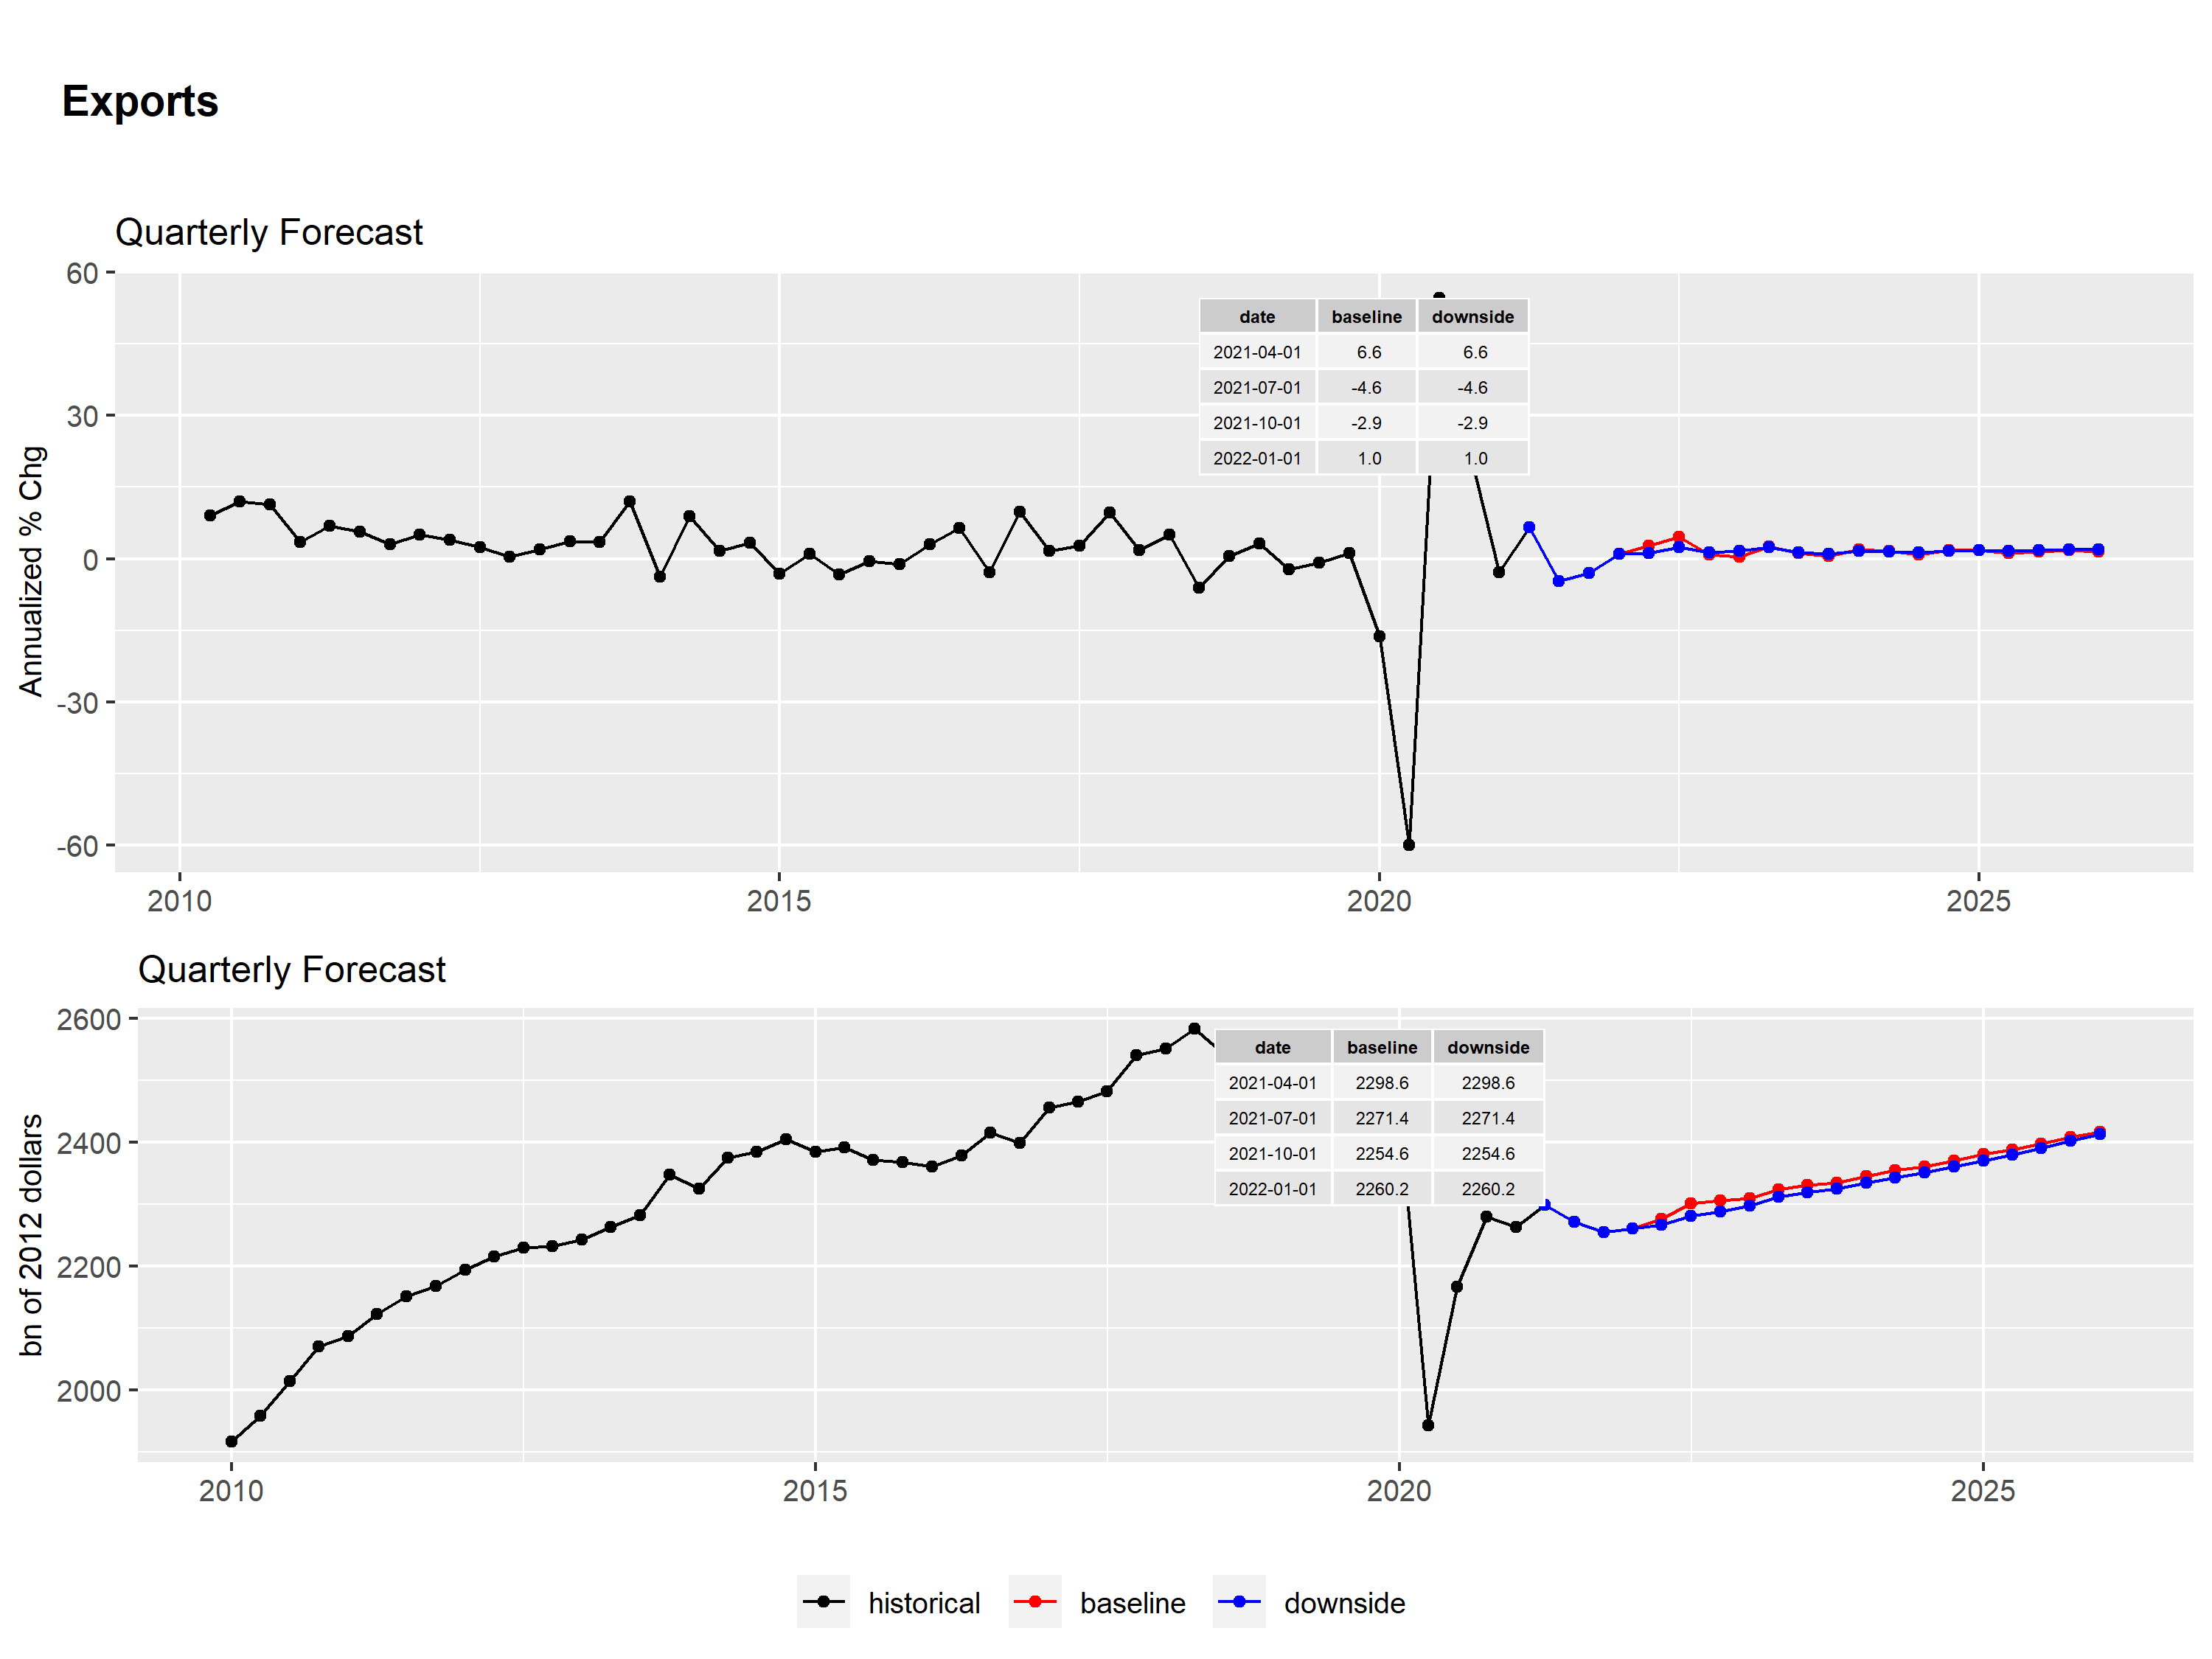 Exports
Quarterly Forecast
Annualized % Chg
60
30
0
-30
-60
date baseline downside
2021-04-01 6.6 6.6
2021-07-01 -4.6 -4.6
2021-10-01 -2.9 -2.9
2022-01-01 1.0 1.0
2010 2015 2020 2025
Quarterly Forecast
bn of 2012 dollars
2600
2400
2200
2000
date baseline downside
2021-04-01 2298.6 2298.6
2021-07-01 2271.4 2271.4
2021-10-01 2254.6 2254.6
2022-01-01 2260.2 2260.2
2010 2015 2020 2025
historical baseline downside